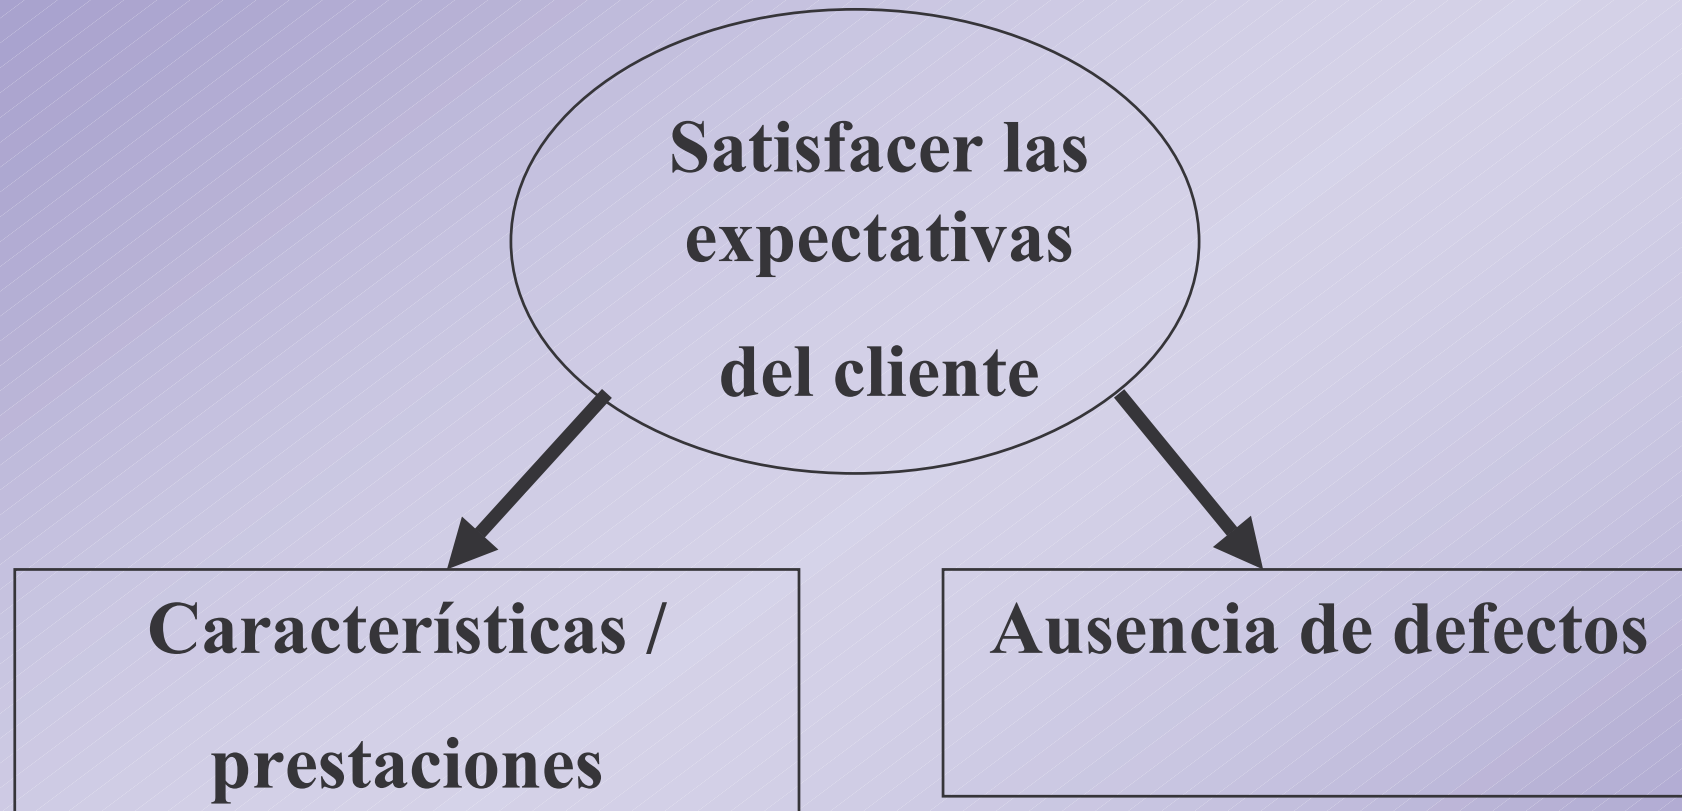 Satisfacer las
expectativas
del cliente
Características /
prestaciones
Ausencia de defectos